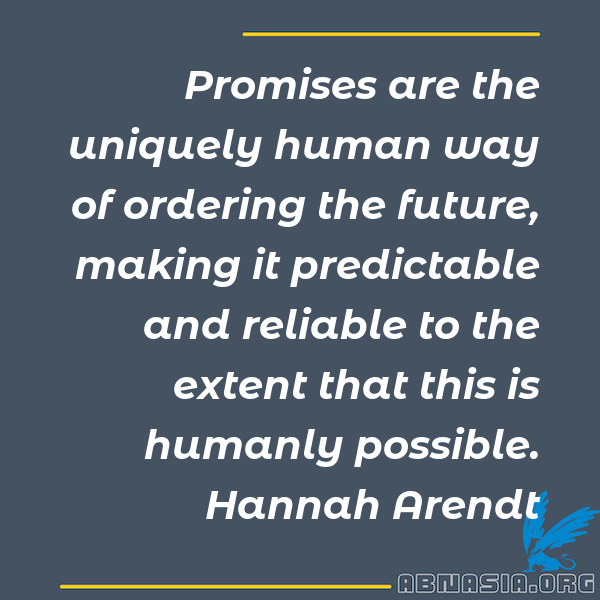 Promises are the
uniquely human way
of ordering the future,
making it predictable
and reliable to the
extent that this is
humanly possible.
Hannah Arendt
ABNASIA.ORG